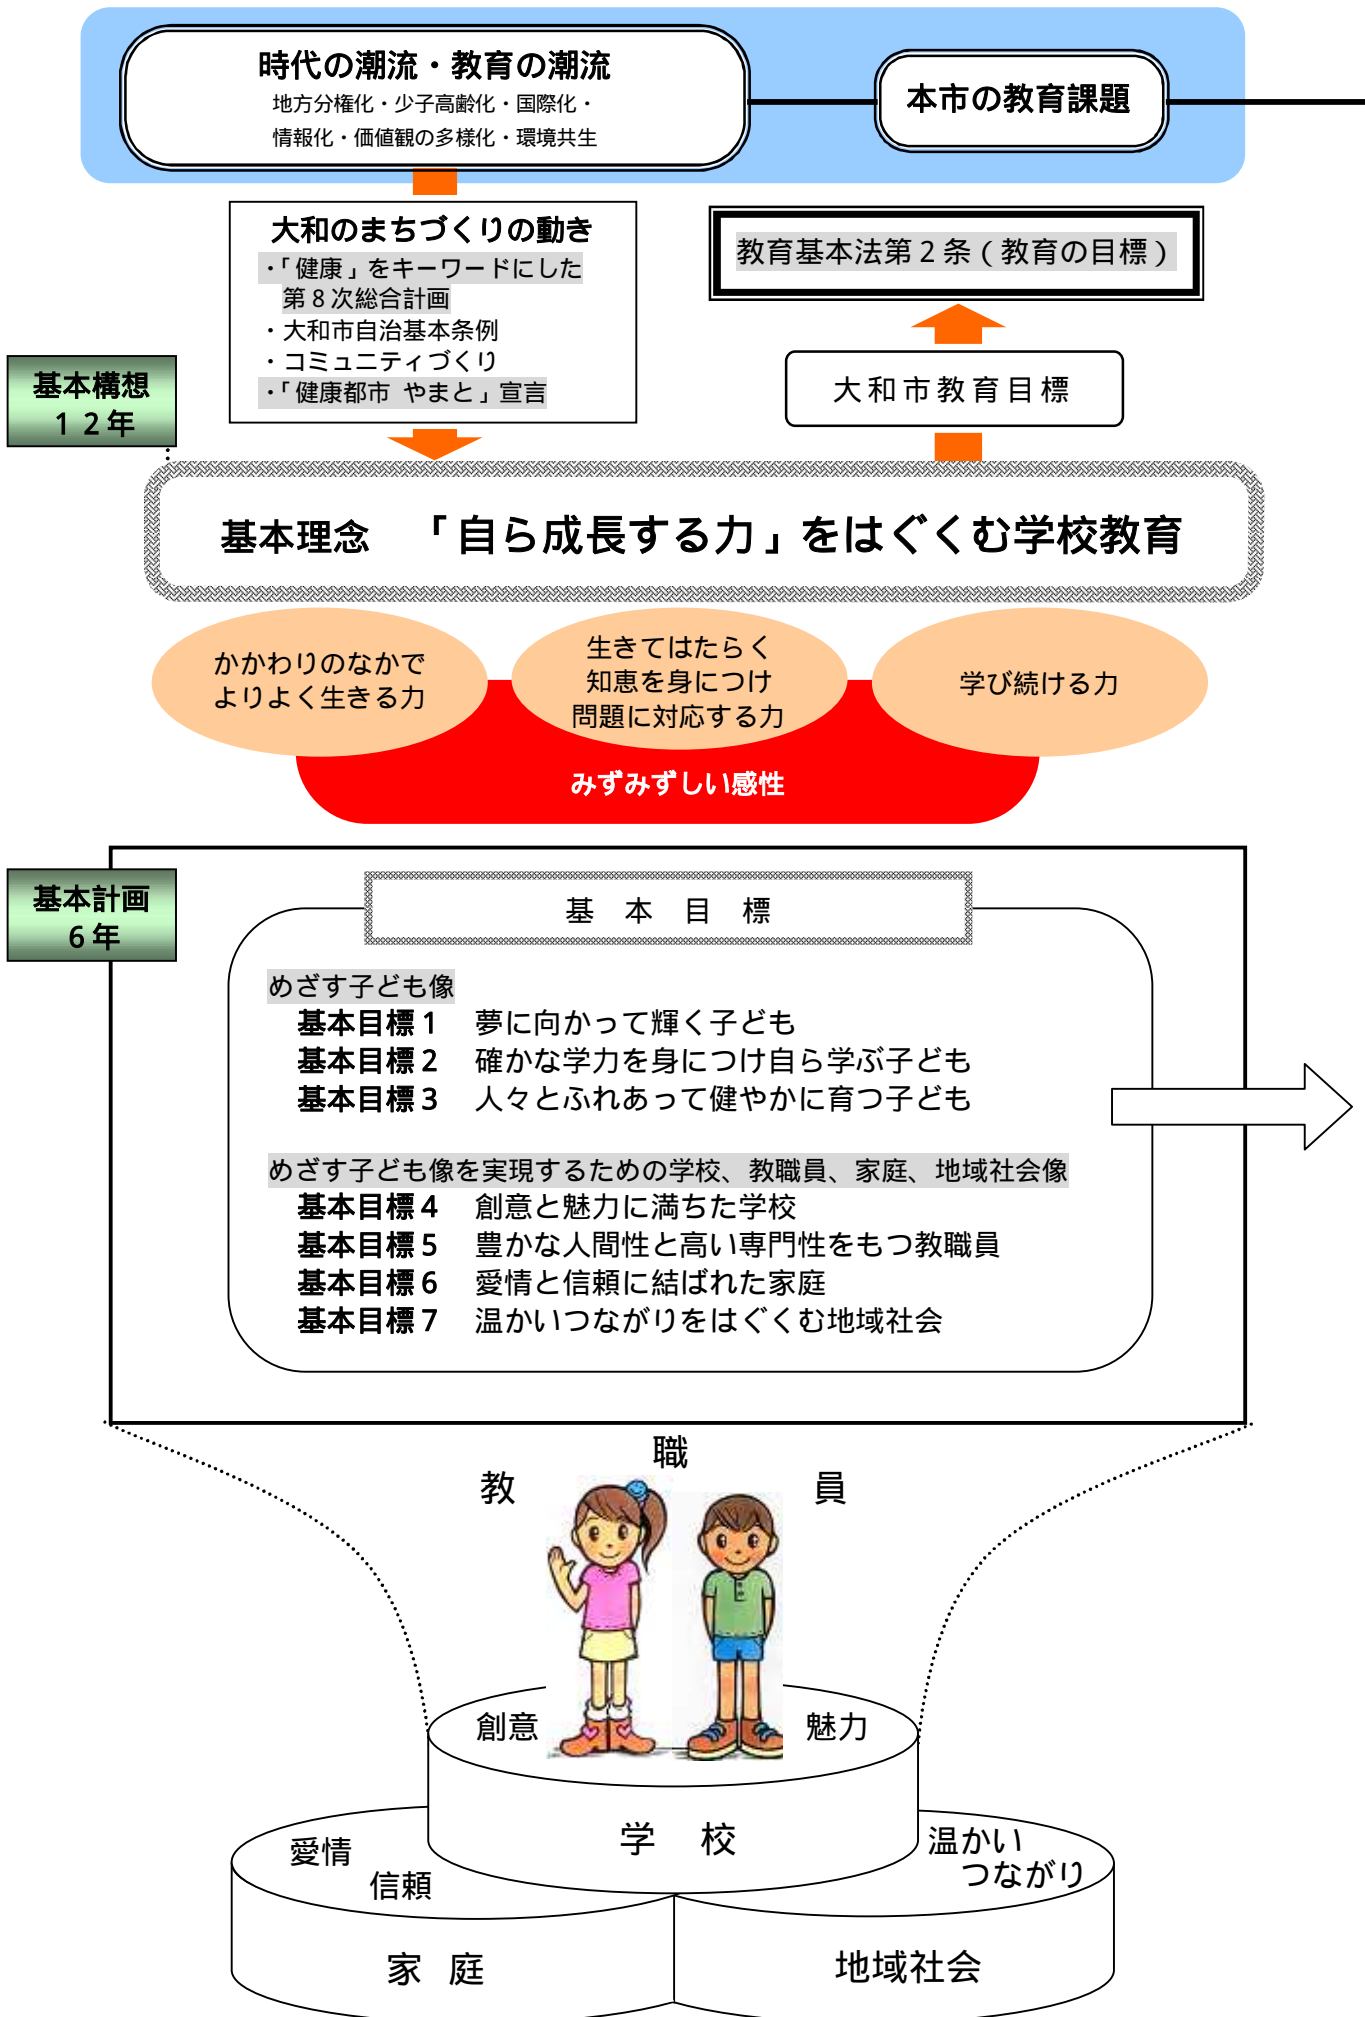 時代の潮流・教育の潮流
地方分権化・少子高齢化・国際化・
情報化・価値観の多様化・環境共生
本市の教育課題
大和のまちづくりの動き
・「健康」をキーワードにした
第8次総合計画
・大和市自治基本条例
・コミュニティづくり
・「健康都市 やまと」宣言
教育基本法第2条(教育の目標)
大和市教育目標
基本構想
12年
基本理念 「自ら成長する力」をはぐくむ学校教育
かかわりのなかで
よりよく生きる力
生きてはたらく
知恵を身につけ
問題に対応する力
学び続ける力
みずみずしい感性
基本計画
6年
基本目標
めざす子ども像
基本目標1 夢に向かって輝く子ども
基本目標2 確かな学力を身につけ自ら学ぶ子ども
基本目標3 人々とふれあって健やかに育つ子ども
めざす子ども像を実現するための学校、教職員、家庭、地域社会像
基本目標4 創意と魅力に満ちた学校
基本目標5 豊かな人間性と高い専門性をもつ教職員
基本目標6 愛情と信頼に結ばれた家庭
基本目標7 温かいつながりをはぐくむ地域社会
教職員
創意
魅力
学校
愛情
信頼
温かい
つながり
家庭
地域社会